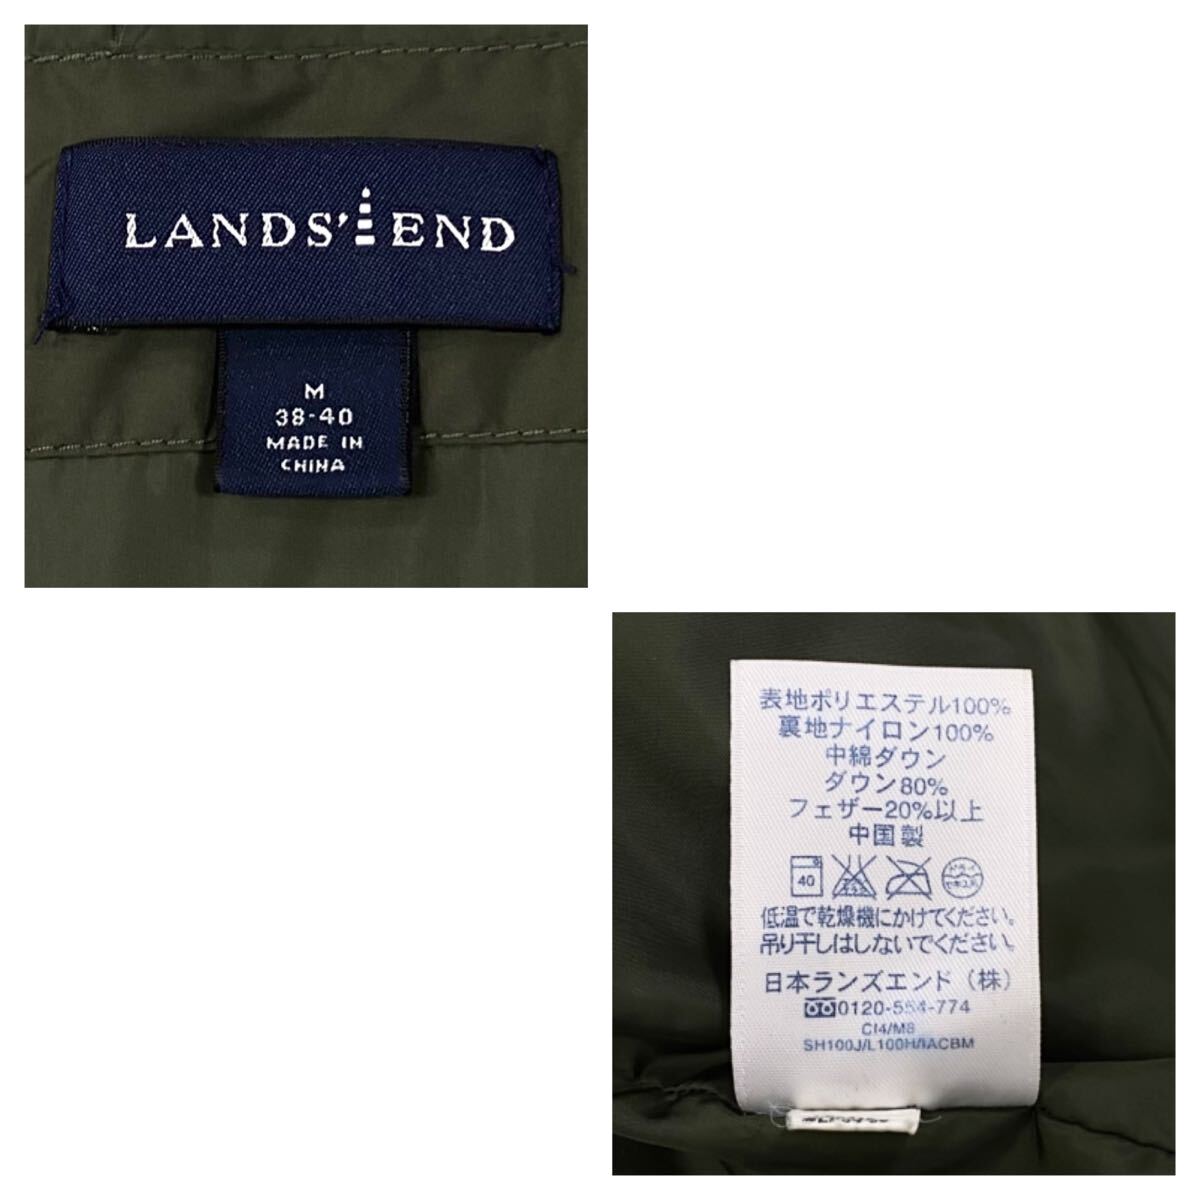 LANDS' END
M
38-40
MADE IN
CHINA
表地ポリエステル100%
裏地ナイロン100%
中綿ダウン
ダウン80%
フェザー20%以上
中国製
40
低温で乾燥機にかけてください。
吊り干しはしないでください。
日本ランズエンド(株)
0120-554-774
CI4/M8
SH100J/L100H/IACBM